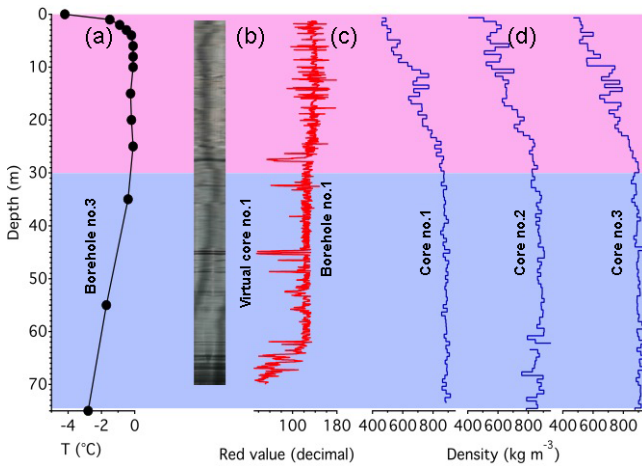 (a)
(b)
(c)
(d)
0
10
20
30
40
50
60
70
Depth (m)
Borehole no.3
Virtual core no.1
Borehole no.1
Core no.1
Core no.2
Core no.3
-4 -2 0
100 180
400 600 800
400 600 800
400 600 800
T (°C)
Red value (decimal)
Density (kg m⁻³)